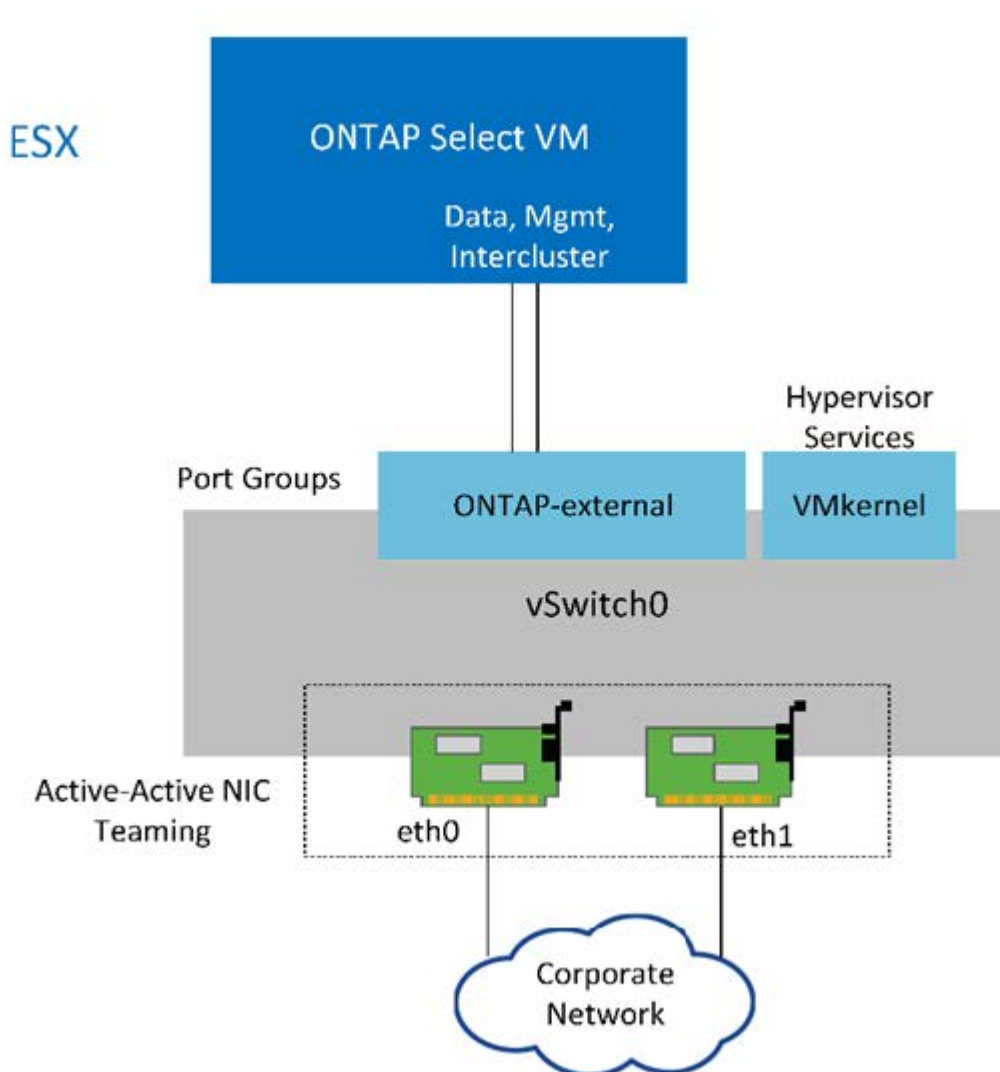 ESX
ONTAP Select VM
Data, Mgmt,
Intercluster
Hypervisor
Services
Port Groups
ONTAP-external
VMkernel
vSwitch0
Active-Active NIC
Teaming
eth0
eth1
Corporate
Network